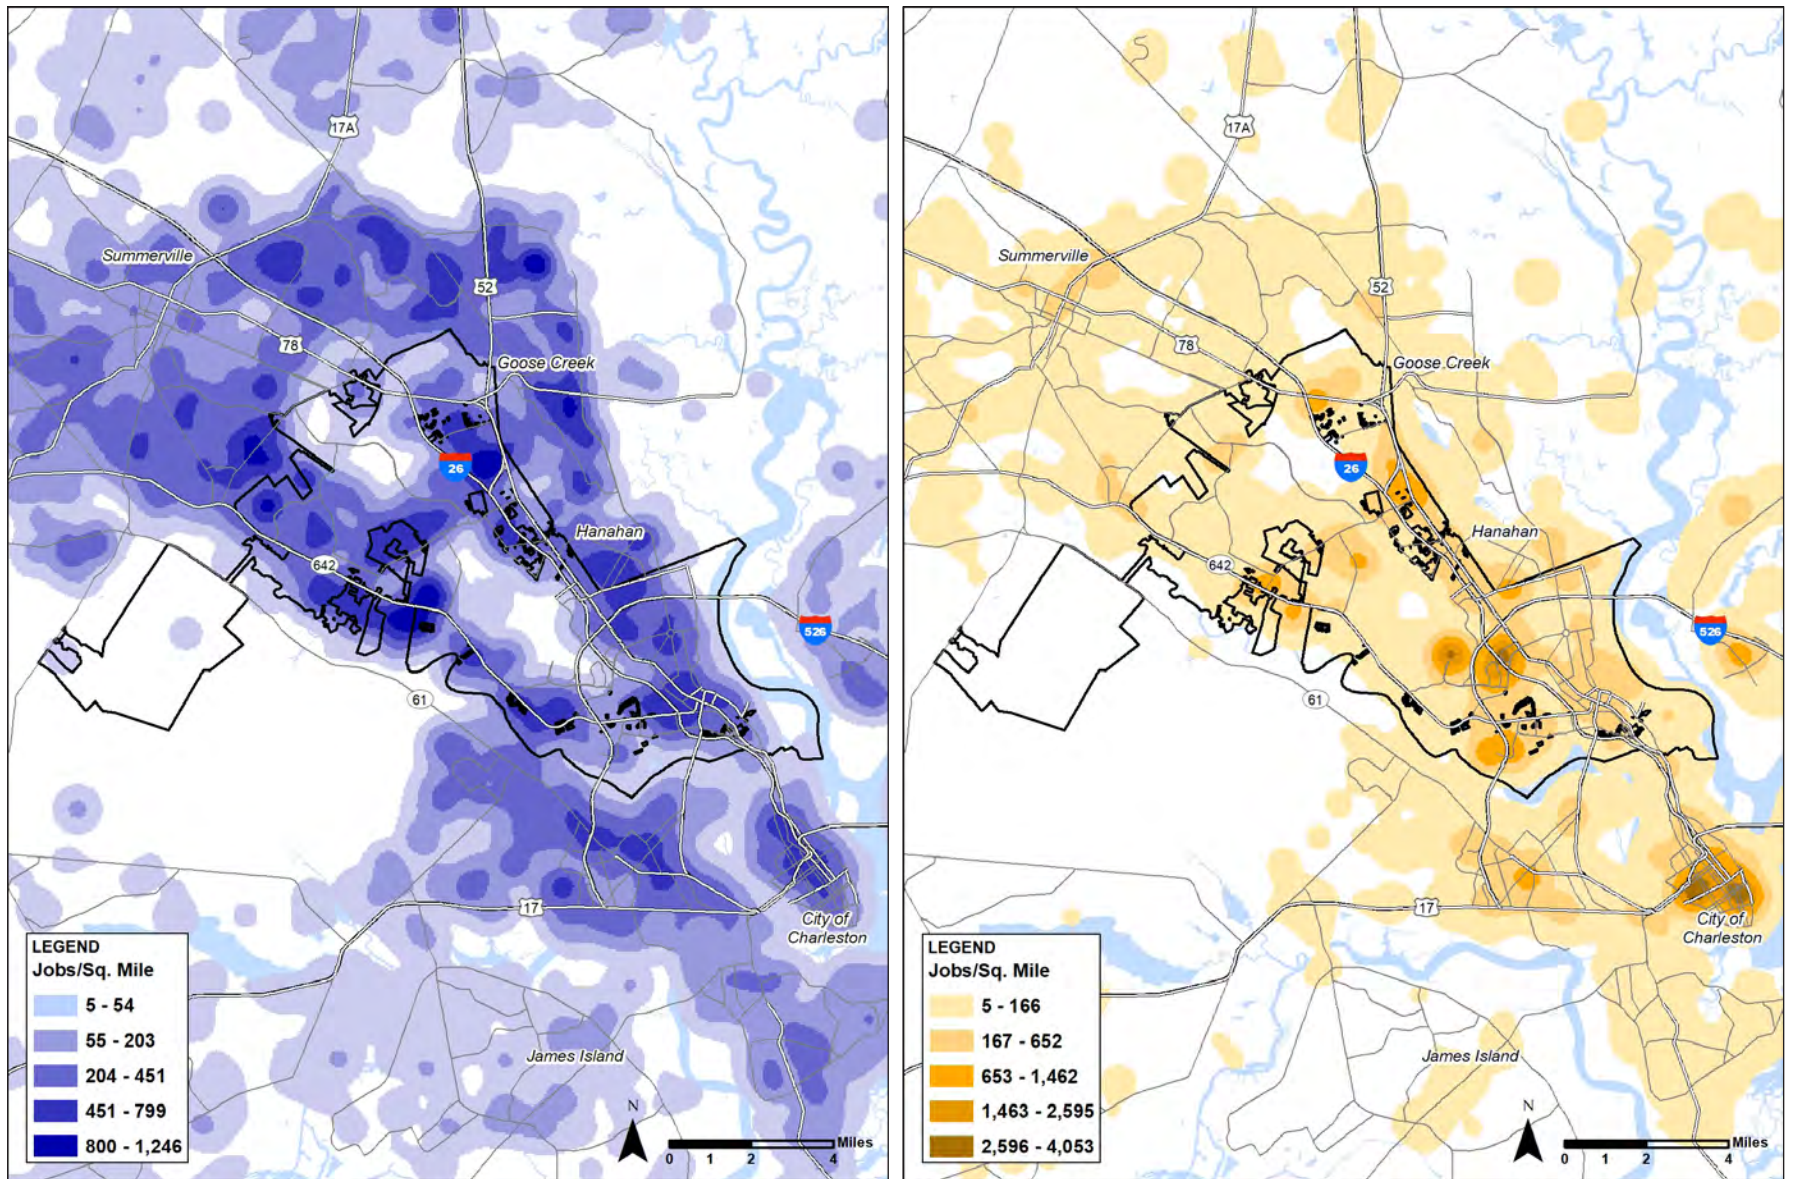 17A
Summerville
52
78
Goose Creek
26
Hanahan
642
526
61
17
City of
Charleston
James Island
LEGEND
Jobs/Sq. Mile
5 - 54
55 - 203
204 - 451
451 - 799
800 - 1,246
N
Miles
0 1 2 4
17A
Summerville
52
78
Goose Creek
26
Hanahan
642
526
61
17
City of
Charleston
James Island
LEGEND
Jobs/Sq. Mile
5 - 166
167 - 652
653 - 1,462
1,463 - 2,595
2,596 - 4,053
N
Miles
0 1 2 4